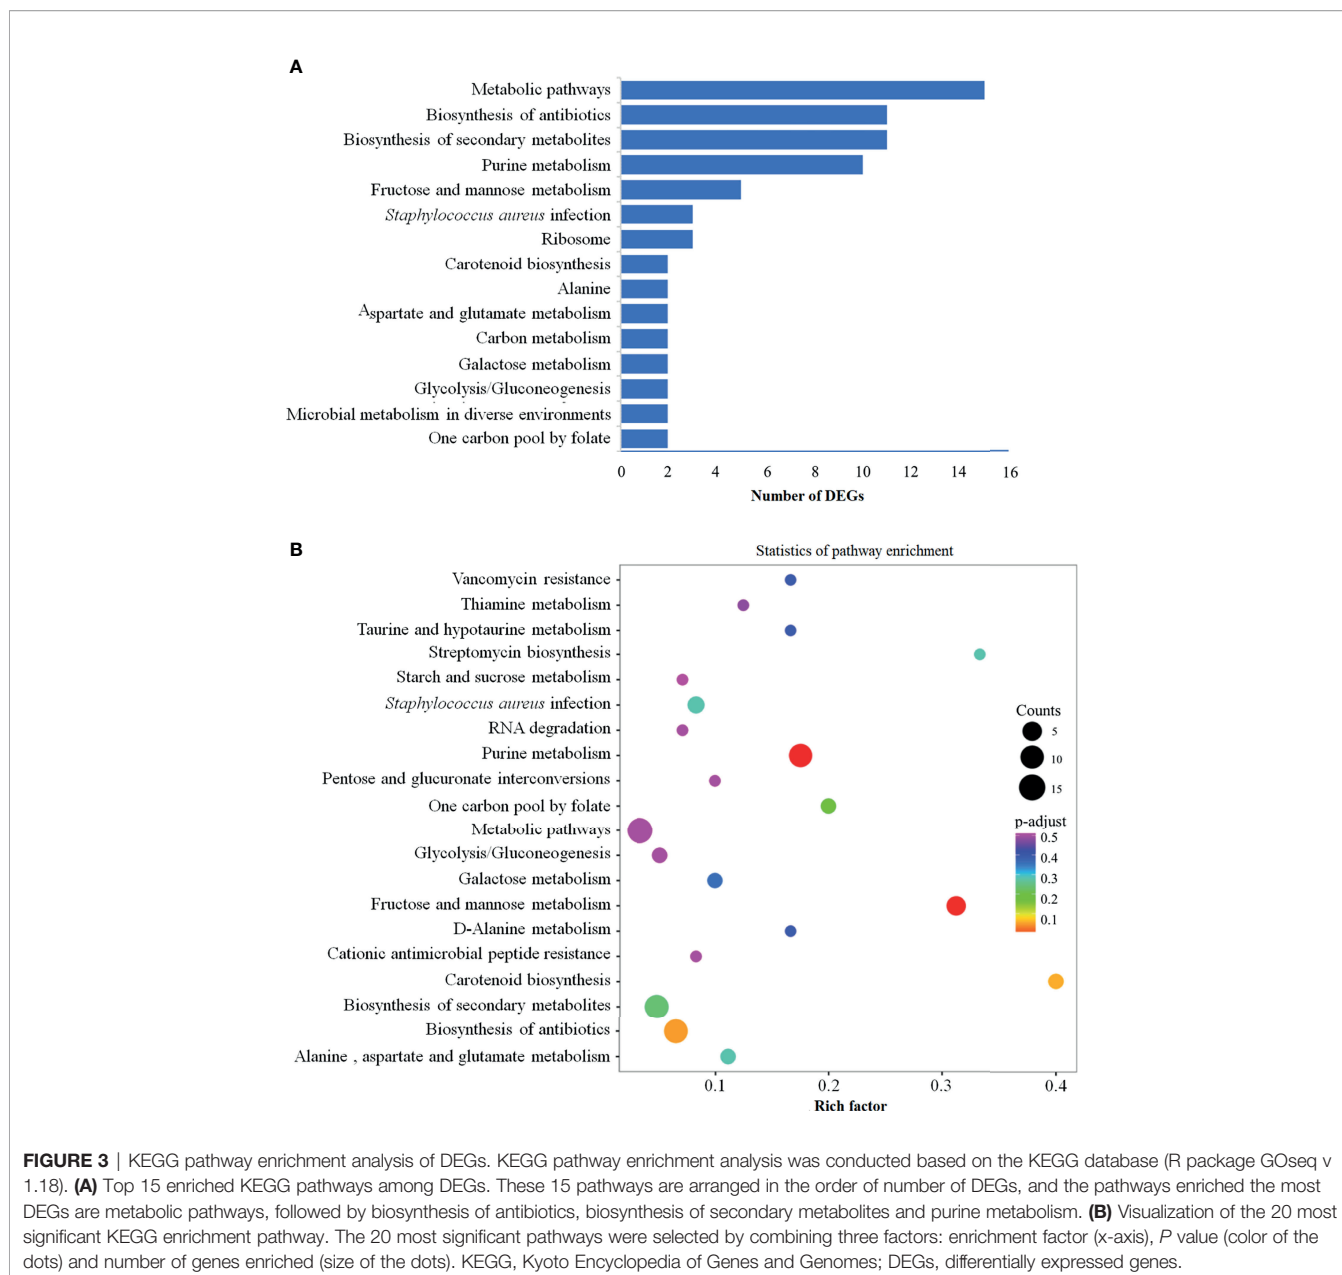 A
Metabolic pathways
Biosynthesis of antibiotics
Biosynthesis of secondary metabolites
Purine metabolism
Fructose and mannose metabolism
Staphylococcus aureus infection
Ribosome
Carotenoid biosynthesis
Alanine
Aspartate and glutamate metabolism
Carbon metabolism
Galactose metabolism
Glycolysis/Gluconeogenesis
Microbial metabolism in diverse environments
One carbon pool by folate
0 2 4 6 8 10 12 14 16
Number of DEGs
B
Statistics of pathway enrichment
Vancomycin resistance
Thiamine metabolism
Taurine and hypotaurine metabolism
Streptomycin biosynthesis
Starch and sucrose metabolism
Staphylococcus aureus infection
RNA degradation
Purine metabolism
Pentose and glucuronate interconversions
One carbon pool by folate
Metabolic pathways
Glycolysis/Gluconeogenesis
Galactose metabolism
Fructose and mannose metabolism
D-Alanine metabolism
Cationic antimicrobial peptide resistance
Carotenoid biosynthesis
Biosynthesis of secondary metabolites
Biosynthesis of antibiotics
Alanine , aspartate and glutamate metabolism
Counts
5
10
15
p-adjust
0.5
0.4
0.3
0.2
0.1
0.1 0.2 0.3 0.4
Rich factor
FIGURE 3 | KEGG pathway enrichment analysis of DEGs. KEGG pathway enrichment analysis was conducted based on the KEGG database (R package GOseq v
1.18). (A) Top 15 enriched KEGG pathways among DEGs. These 15 pathways are arranged in the order of number of DEGs, and the pathways enriched the most
DEGs are metabolic pathways, followed by biosynthesis of antibiotics, biosynthesis of secondary metabolites and purine metabolism. (B) Visualization of the 20 most
significant KEGG enrichment pathway. The 20 most significant pathways were selected by combining three factors: enrichment factor (x-axis), P value (color of the
dots) and number of genes enriched (size of the dots). KEGG, Kyoto Encyclopedia of Genes and Genomes; DEGs, differentially expressed genes.